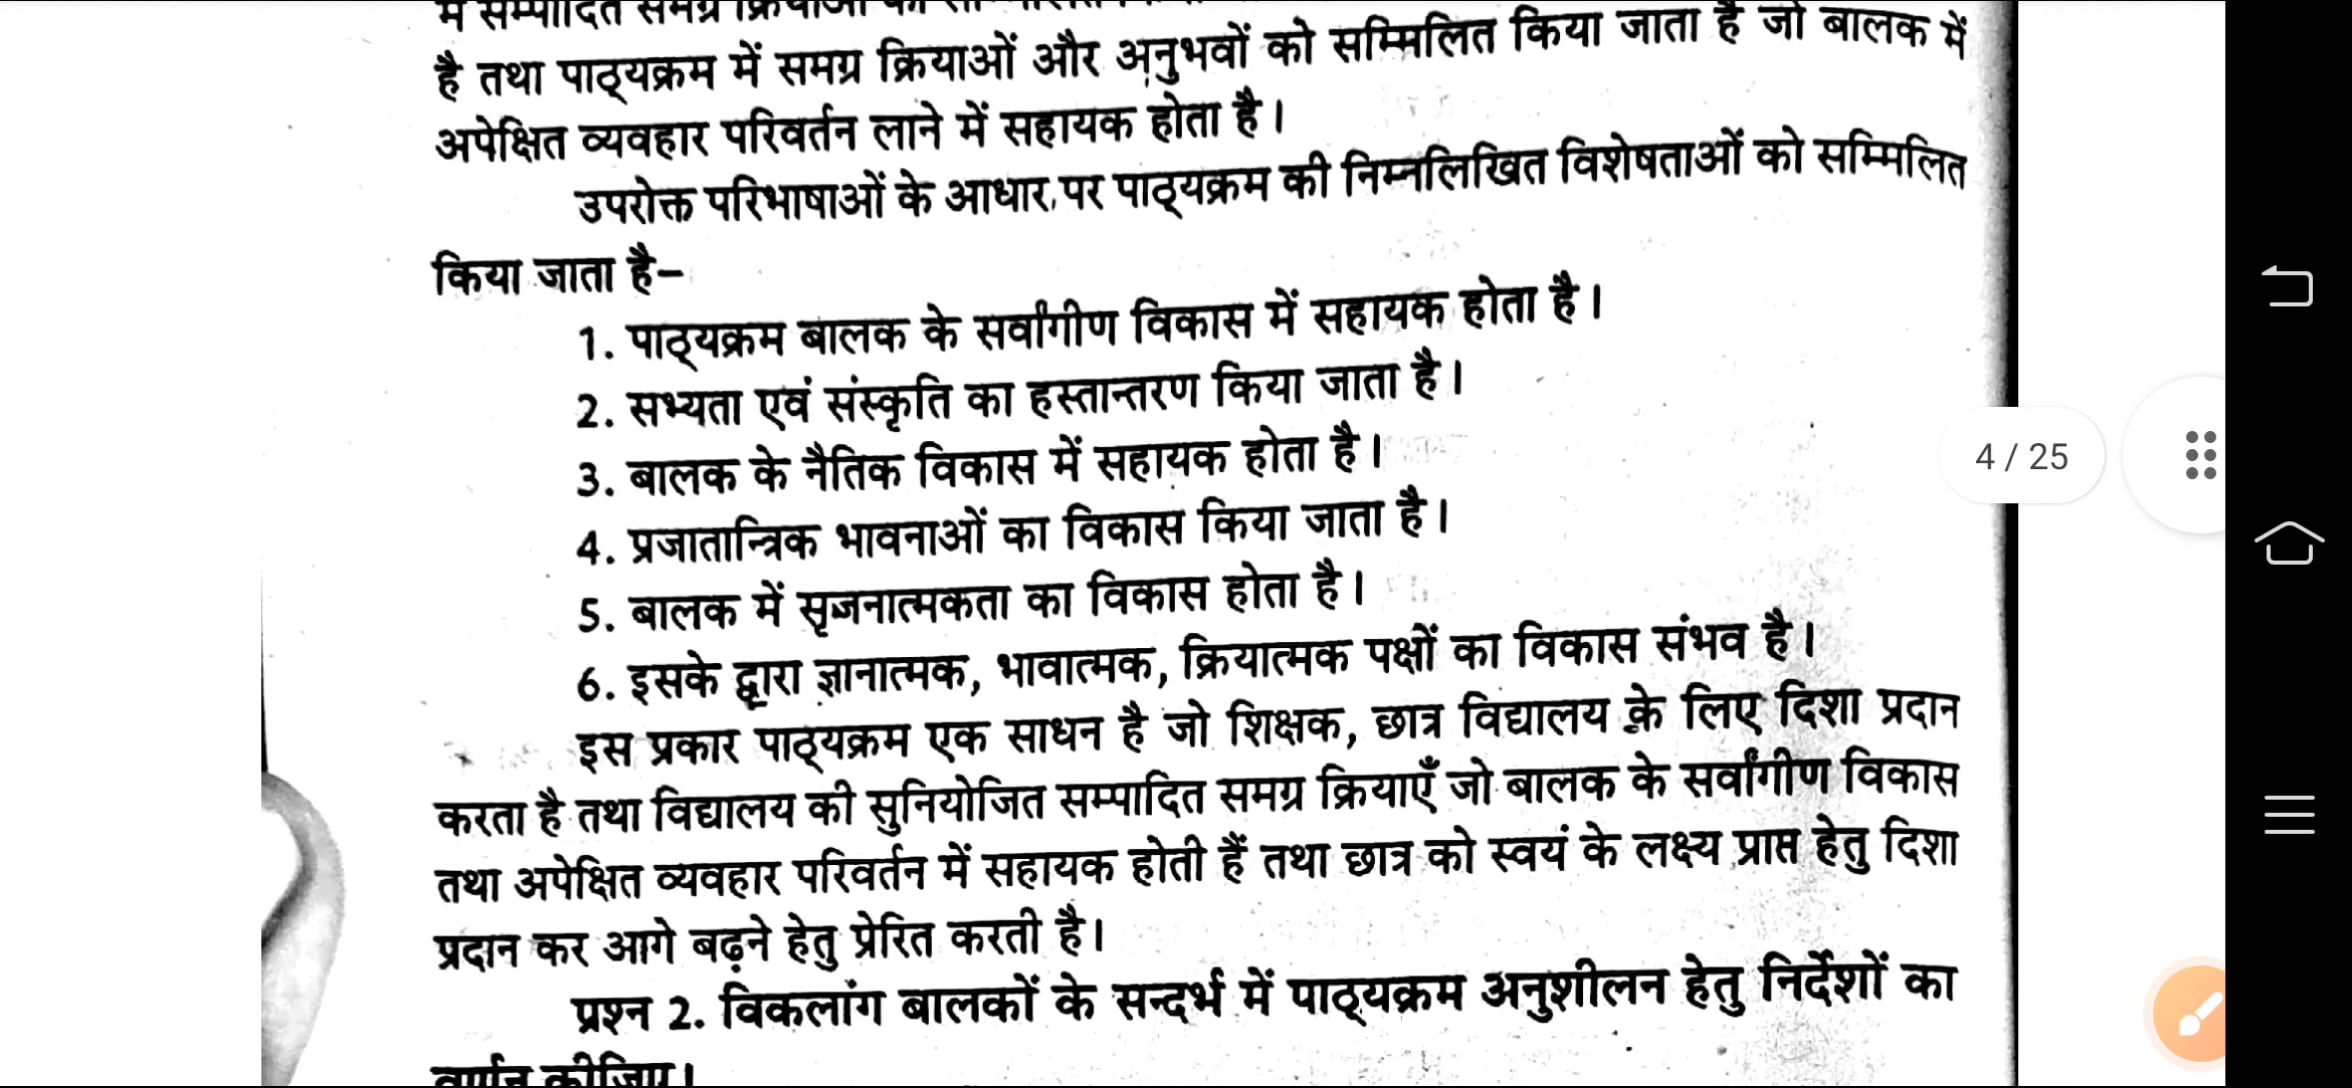 में सम्पादित समग्र क्रियाओं
है तथा पाठ्यक्रम में समग्र क्रियाओं और अनुभवों को सम्मिलित किया जाता है जो बालक में
अपेक्षित व्यवहार परिवर्तन लाने में सहायक होता है।
उपरोक्त परिभाषाओं के आधार पर पाठ्यक्रम की निम्नलिखित विशेषताओं को सम्मिलित
किया जाता है–
1. पाठ्यक्रम बालक के सर्वांगीण विकास में सहायक होता है।
2. सभ्यता एवं संस्कृति का हस्तान्तरण किया जाता है।
3. बालक के नैतिक विकास में सहायक होता है।
4. प्रजातान्त्रिक भावनाओं का विकास किया जाता है।
5. बालक में सृजनात्मकता का विकास होता है।
6. इसके द्वारा ज्ञानात्मक, भावात्मक, क्रियात्मक पक्षों का विकास संभव है।
इस प्रकार पाठ्यक्रम एक साधन है जो शिक्षक, छात्र विद्यालय के लिए दिशा प्रदान
करता है तथा विद्यालय की सुनियोजित सम्पादित समग्र क्रियाएँ जो बालक के सर्वांगीण विकास
तथा अपेक्षित व्यवहार परिवर्तन में सहायक होती हैं तथा छात्र को स्वयं के लक्ष्य प्राप्त हेतु दिशा
प्रदान कर आगे बढ़ने हेतु प्रेरित करती है।
प्रश्न 2. विकलांग बालकों के सन्दर्भ में पाठ्यक्रम अनुशीलन हेतु निर्देशों का
वर्णन कीजिए।
4 / 25